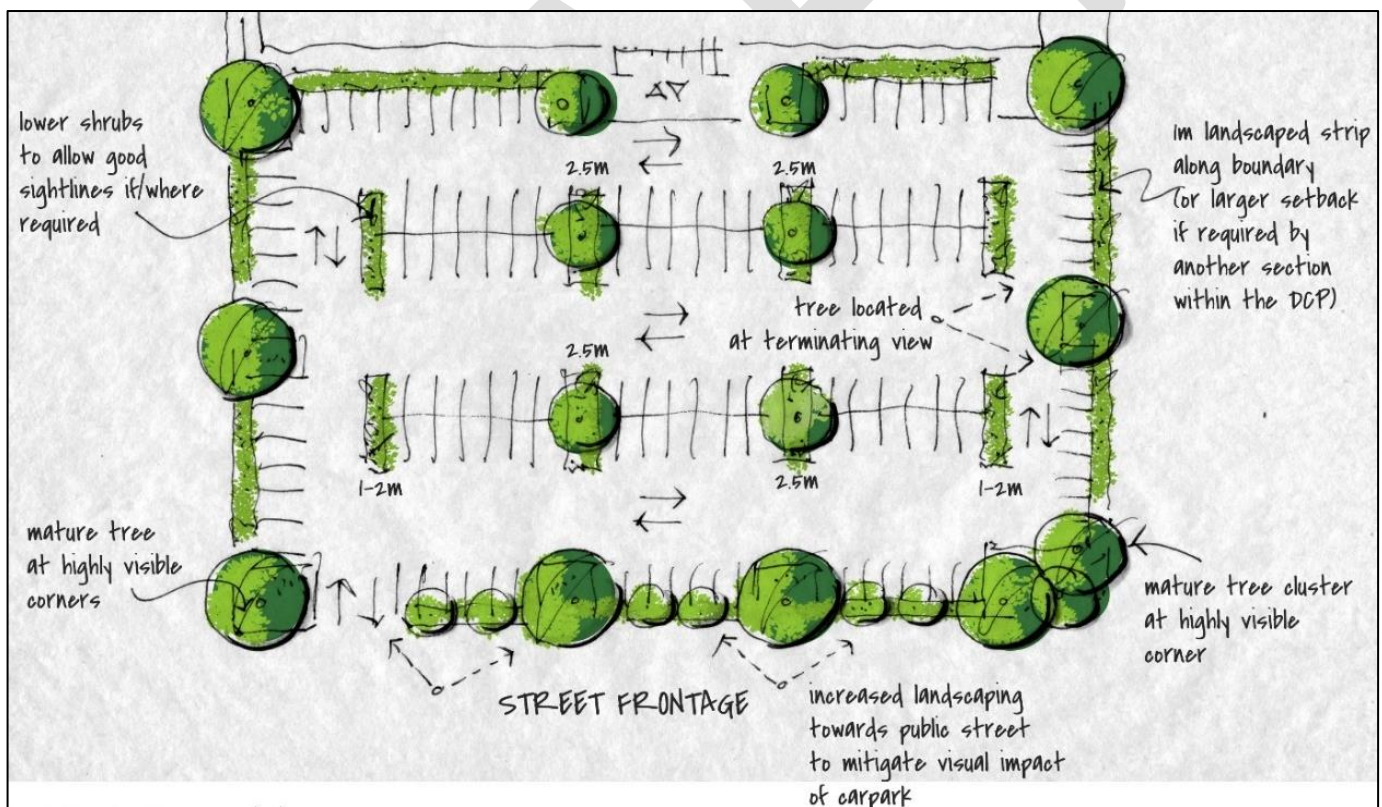 lower shrubs
to allow good
sightlines if/where
required
2.5m
2.5m
1m landscaped strip
along boundary
(or larger setback
if required by
another section
within the DCP)
tree located
at terminating view
2.5m
1-2m
2.5m
1-2m
mature tree
at highly visible
corners
mature tree cluster
at highly visible
corner
STREET FRONTAGE
increased landscaping
towards public street
to mitigate visual impact
of carpark